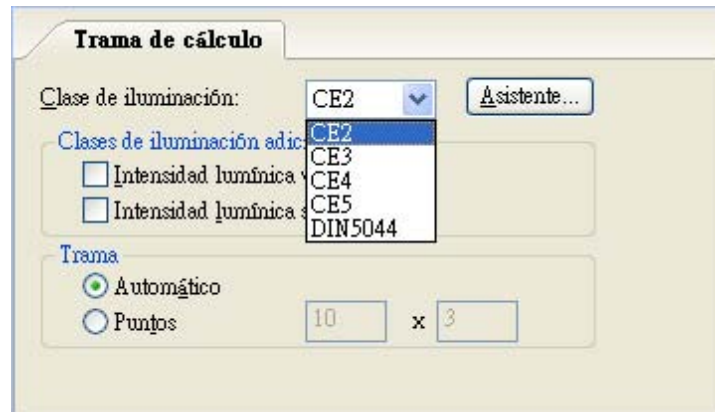 Trama de cálculo
Clase de iluminación: CE2 Asistente...
Clases de iluminación adic
CE2
CE3
Intensidad lumínica
CE4
Intensidad lumínica
CE5
DIN5044
Trama
Automático
Puntos 10 x 3